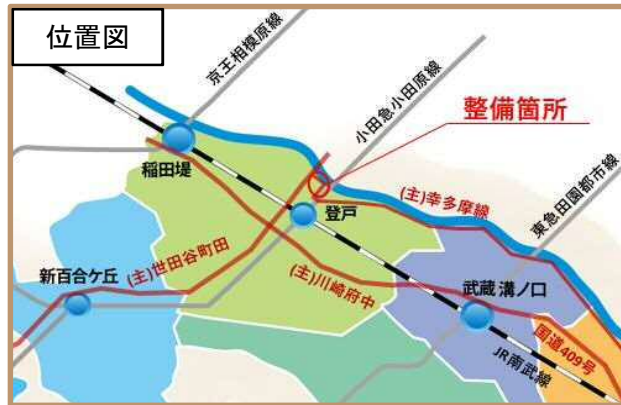 位置図
京王相模原線
小田急小田原線
整備箇所
稲田堤
(主)幸多摩線
東急田園都市線
登戸
(主)世田谷町田
新百合ケ丘
(主)川崎府中
武蔵溝ノ口
国道409号
JR南武線